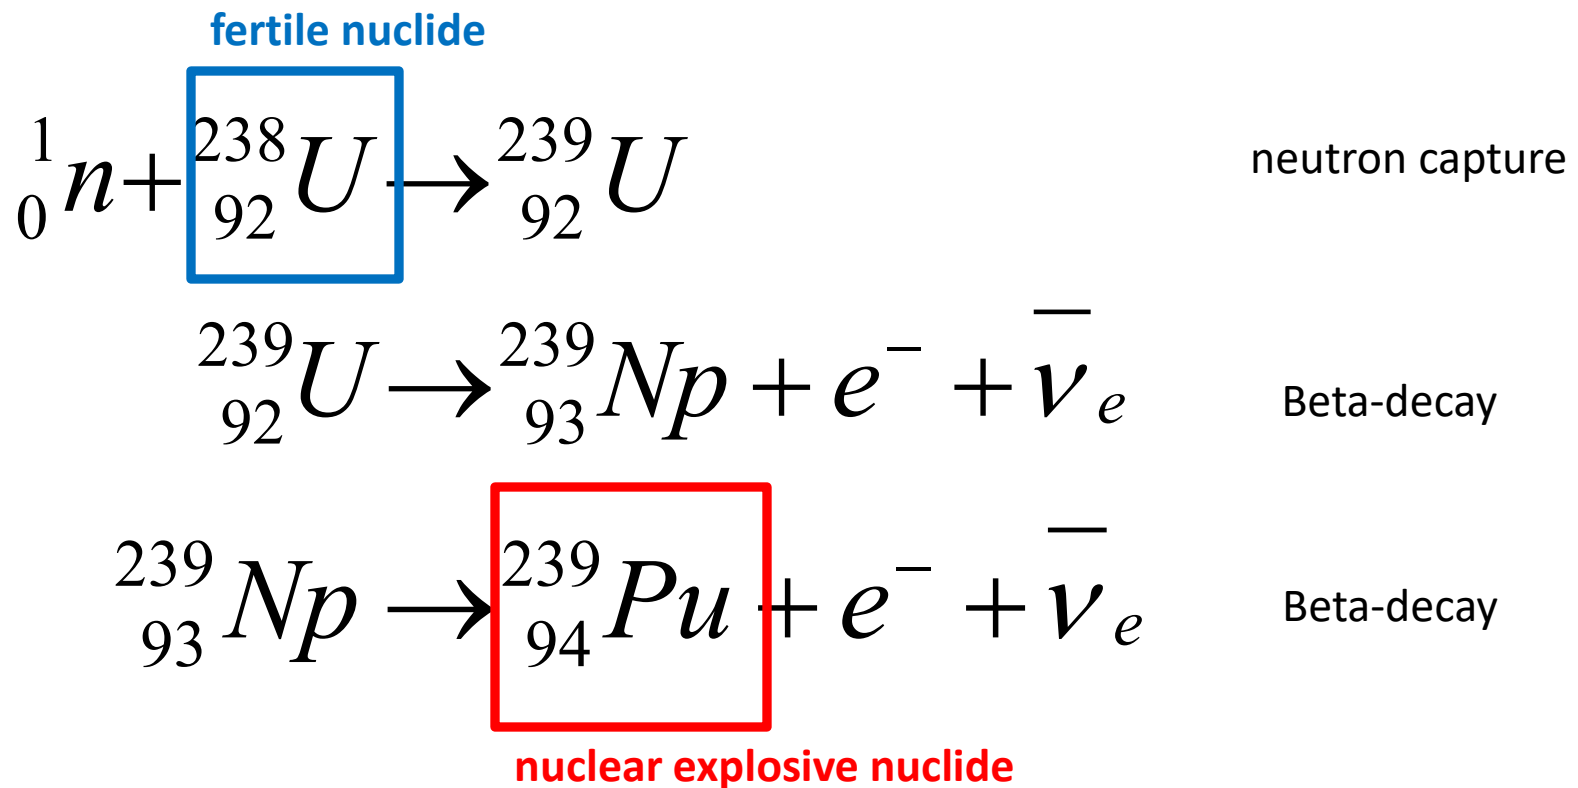 fertile nuclide
¹₀n + ²³⁸₉₂U → ²³⁹₉₂U neutron capture
²³⁹₉₂U → ²³⁹₉₃Np + e⁻ + ν̅ₑ Beta-decay
²³⁹₉₃Np → ²³⁹₉₄Pu + e⁻ + ν̅ₑ Beta-decay
nuclear explosive nuclide